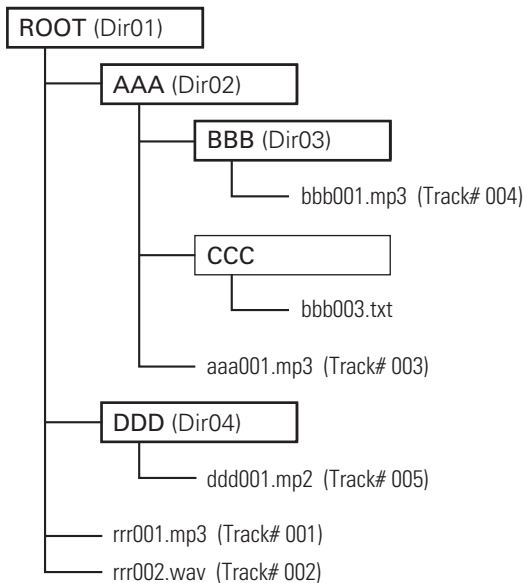 ROOT (Dir01)
AAA (Dir02)
BBB (Dir03)
bbb001.mp3 (Track# 004)
CCC
bbb003.txt
aaa001.mp3 (Track# 003)
DDD (Dir04)
ddd001.mp2 (Track# 005)
rrr001.mp3 (Track# 001)
rrr002.wav (Track# 002)